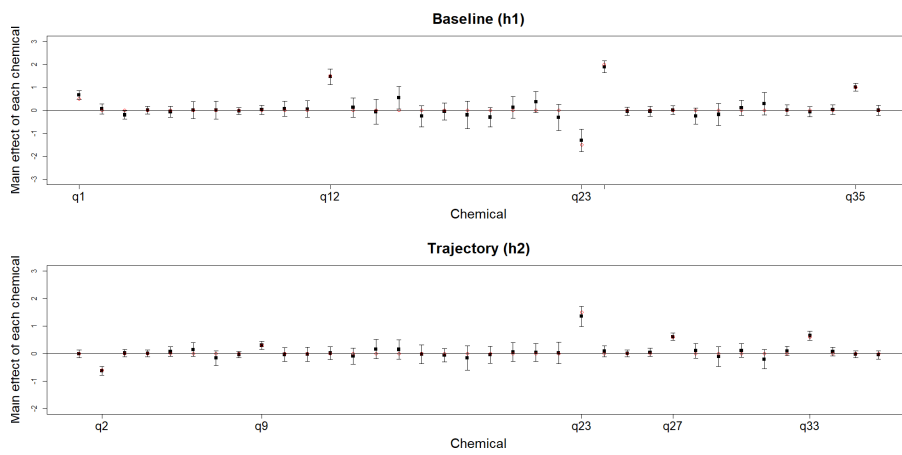 Baseline (h1)
Main effect of each chemical
3
2
1
0
-1
-2
-3
q1 q12 q23 q35
Chemical
Trajectory (h2)
Main effect of each chemical
3
2
1
0
-1
-2
q2 q9 q23 q27 q33
Chemical